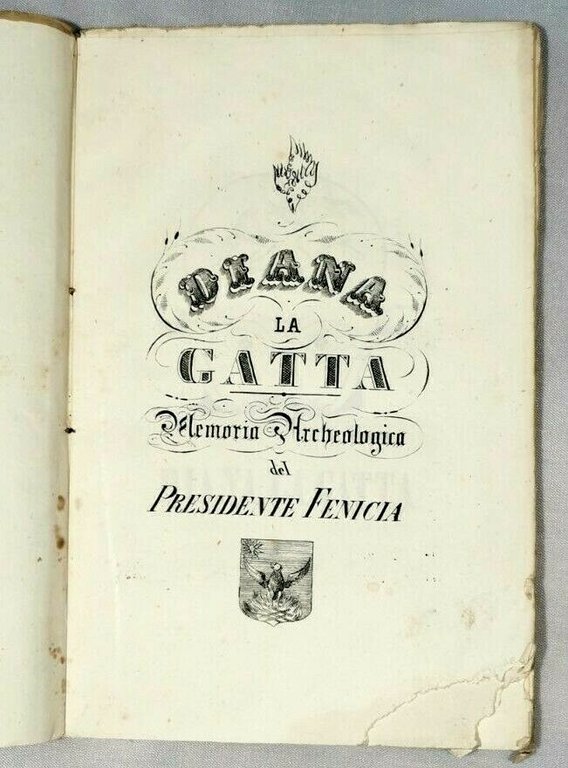 DIANA
LA
GATTA
Memoria Archeologica
del
PRESIDENTE FENICIA